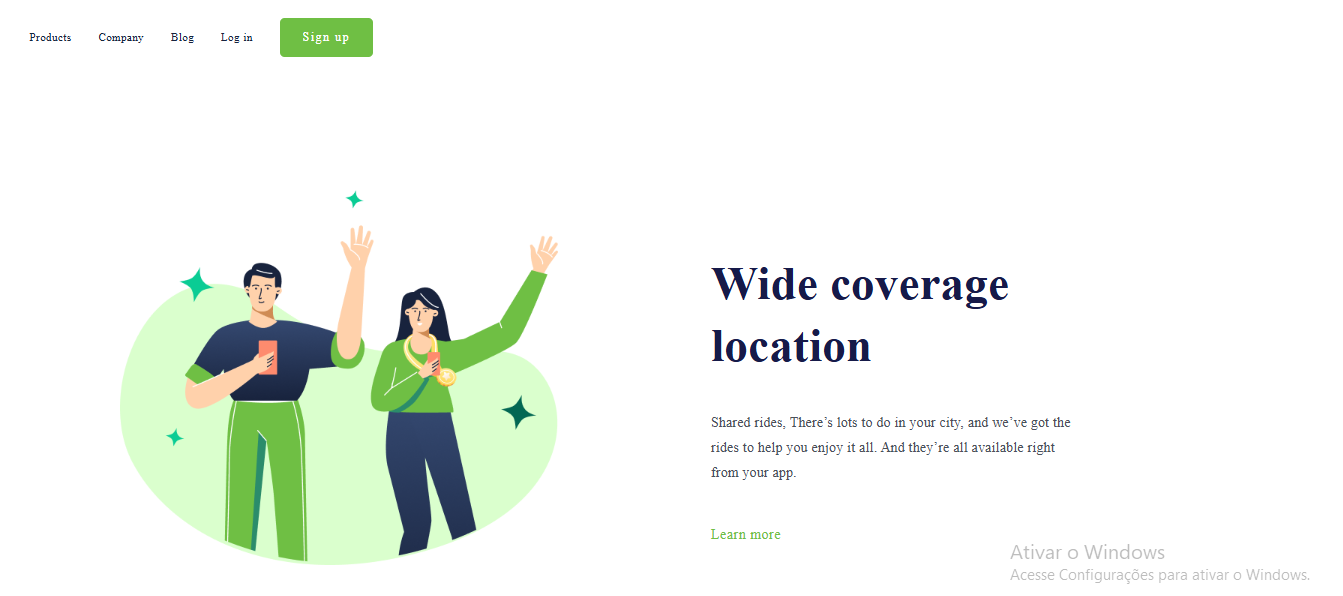 Products Company Blog Log in Sign up
Wide coverage
location
Shared rides, There’s lots to do in your city, and we’ve got the
rides to help you enjoy it all. And they’re all available right
from your app.
Learn more
Ativar o Windows
Acesse Configurações para ativar o Windows.